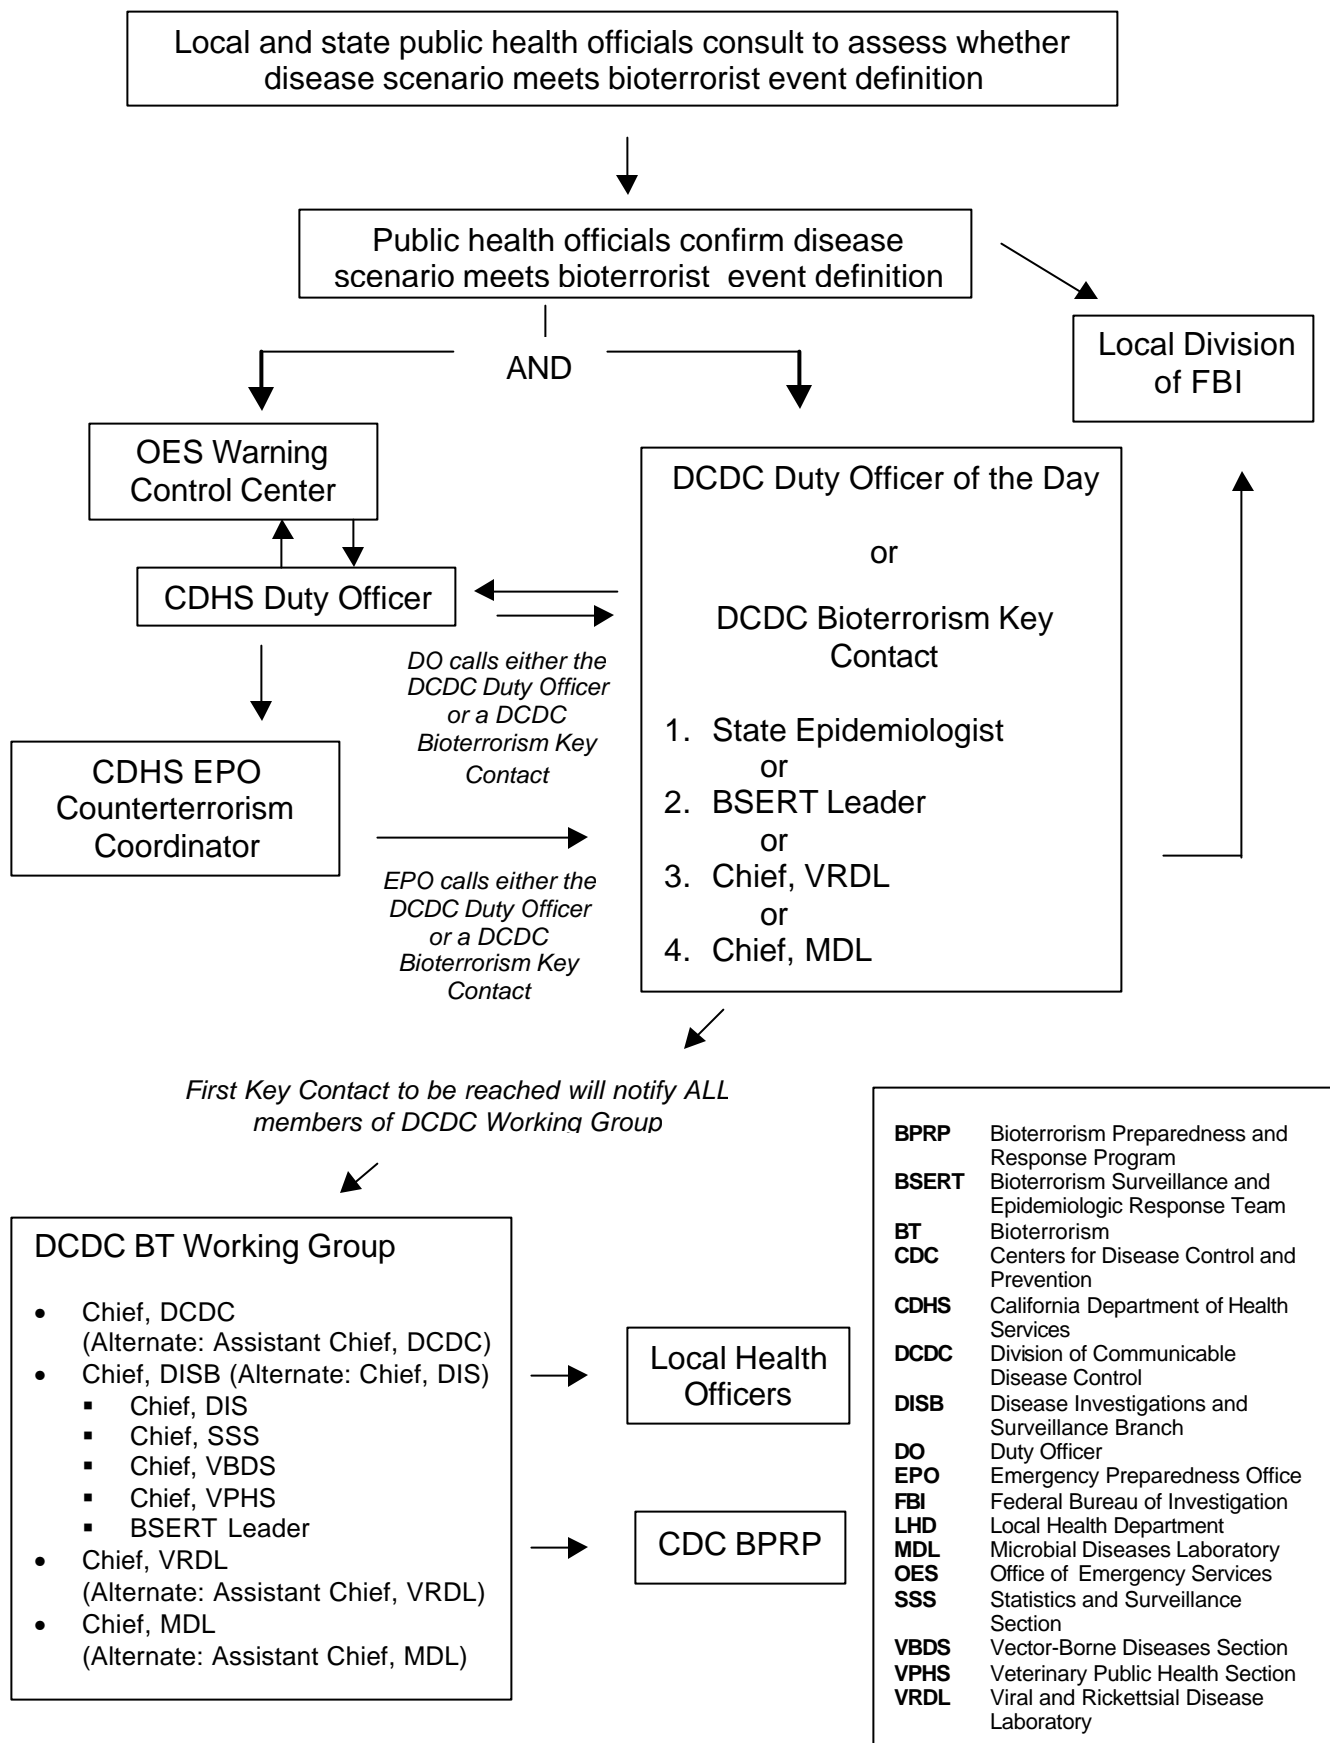 Local and state public health officials consult to assess whether
disease scenario meets bioterrorist event definition
Public health officials confirm disease
scenario meets bioterrorist event definition
Local Division
of FBI
AND
OES Warning
Control Center
CDHS Duty Officer
DO calls either the
DCDC Duty Officer
or a DCDC
Bioterrorism Key
Contact
CDHS EPO
Counterterrorism
Coordinator
EPO calls either the
DCDC Duty Officer
or a DCDC
Bioterrorism Key
Contact
DCDC Duty Officer of the Day
or
DCDC Bioterrorism Key
Contact
1. State Epidemiologist
or
2. BSERT Leader
or
3. Chief, VRDL
or
4. Chief, MDL
First Key Contact to be reached will notify ALL
members of DCDC Working Group
DCDC BT Working Group
• Chief, DCDC
(Alternate: Assistant Chief, DCDC)
• Chief, DISB (Alternate: Chief, DIS)
▪ Chief, DIS
▪ Chief, SSS
▪ Chief, VBDS
▪ Chief, VPHS
▪ BSERT Leader
• Chief, VRDL
(Alternate: Assistant Chief, VRDL)
• Chief, MDL
(Alternate: Assistant Chief, MDL)
Local Health
Officers
CDC BPRP
BPRP Bioterrorism Preparedness and
Response Program
BSERT Bioterrorism Surveillance and
Epidemiologic Response Team
BT Bioterrorism
CDC Centers for Disease Control and
Prevention
CDHS California Department of Health
Services
DCDC Division of Communicable
Disease Control
DISB Disease Investigations and
Surveillance Branch
DO Duty Officer
EPO Emergency Preparedness Office
FBI Federal Bureau of Investigation
LHD Local Health Department
MDL Microbial Diseases Laboratory
OES Office of Emergency Services
SSS Statistics and Surveillance
Section
VBDS Vector-Borne Diseases Section
VPHS Veterinary Public Health Section
VRDL Viral and Rickettsial Disease
Laboratory